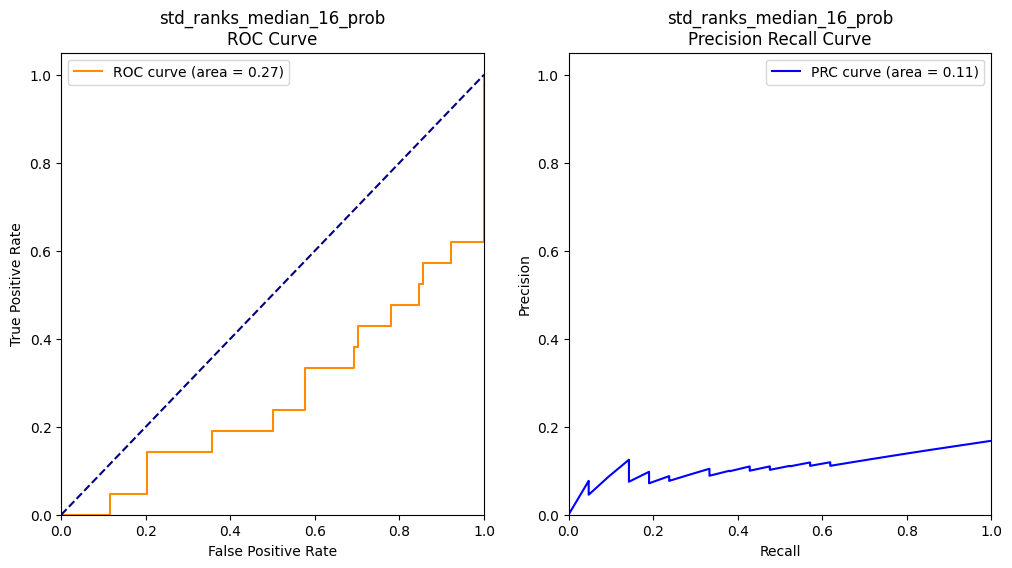 std_ranks_median_16_prob
ROC Curve
ROC curve (area = 0.27)
1.0
0.8
0.6
0.4
0.2
0.0
True Positive Rate
0.0 0.2 0.4 0.6 0.8 1.0
False Positive Rate
std_ranks_median_16_prob
Precision Recall Curve
PRC curve (area = 0.11)
1.0
0.8
0.6
0.4
0.2
0.0
Precision
0.0 0.2 0.4 0.6 0.8 1.0
Recall